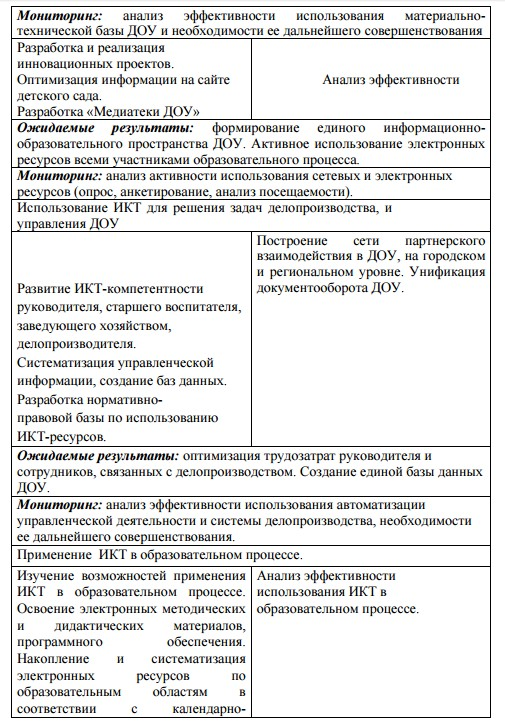 Мониторинг: анализ эффективности использования материально-
технической базы ДОУ и необходимости ее дальнейшего совершенствования
Разработка и реализация
инновационных проектов.
Оптимизация информации на сайте
детского сада.
Разработка «Медиатеки ДОУ»
Анализ эффективности
Ожидаемые результаты: формирование единого информационно-
образовательного пространства ДОУ. Активное использование электронных
ресурсов всеми участниками образовательного процесса.
Мониторинг: анализ активности использования сетевых и электронных
ресурсов (опрос, анкетирование, анализ посещаемости).
Использование ИКТ для решения задач делопроизводства, и
управления ДОУ
Развитие ИКТ-компетентности
руководителя, старшего воспитателя,
заведующего хозяйством,
делопроизводителя.
Систематизация управленческой
информации, создание баз данных.
Разработка нормативно-
правовой базы по использованию
ИКТ-ресурсов.
Построение сети партнерского
взаимодействия в ДОУ, на городском
и региональном уровне. Унификация
документооборота ДОУ.
Ожидаемые результаты: оптимизация трудозатрат руководителя и
сотрудников, связанных с делопроизводством. Создание единой базы данных
ДОУ.
Мониторинг: анализ эффективности использования автоматизации
управленческой деятельности и системы делопроизводства, необходимости
ее дальнейшего совершенствования.
Применение ИКТ в образовательном процессе.
Изучение возможностей применения
ИКТ в образовательном процессе.
Освоение электронных методических
и дидактических материалов,
программного обеспечения.
Накопление и систематизация
электронных ресурсов по
образовательным областям в
соответствии с календарно-
Анализ эффективности
использования ИКТ в
образовательном процессе.